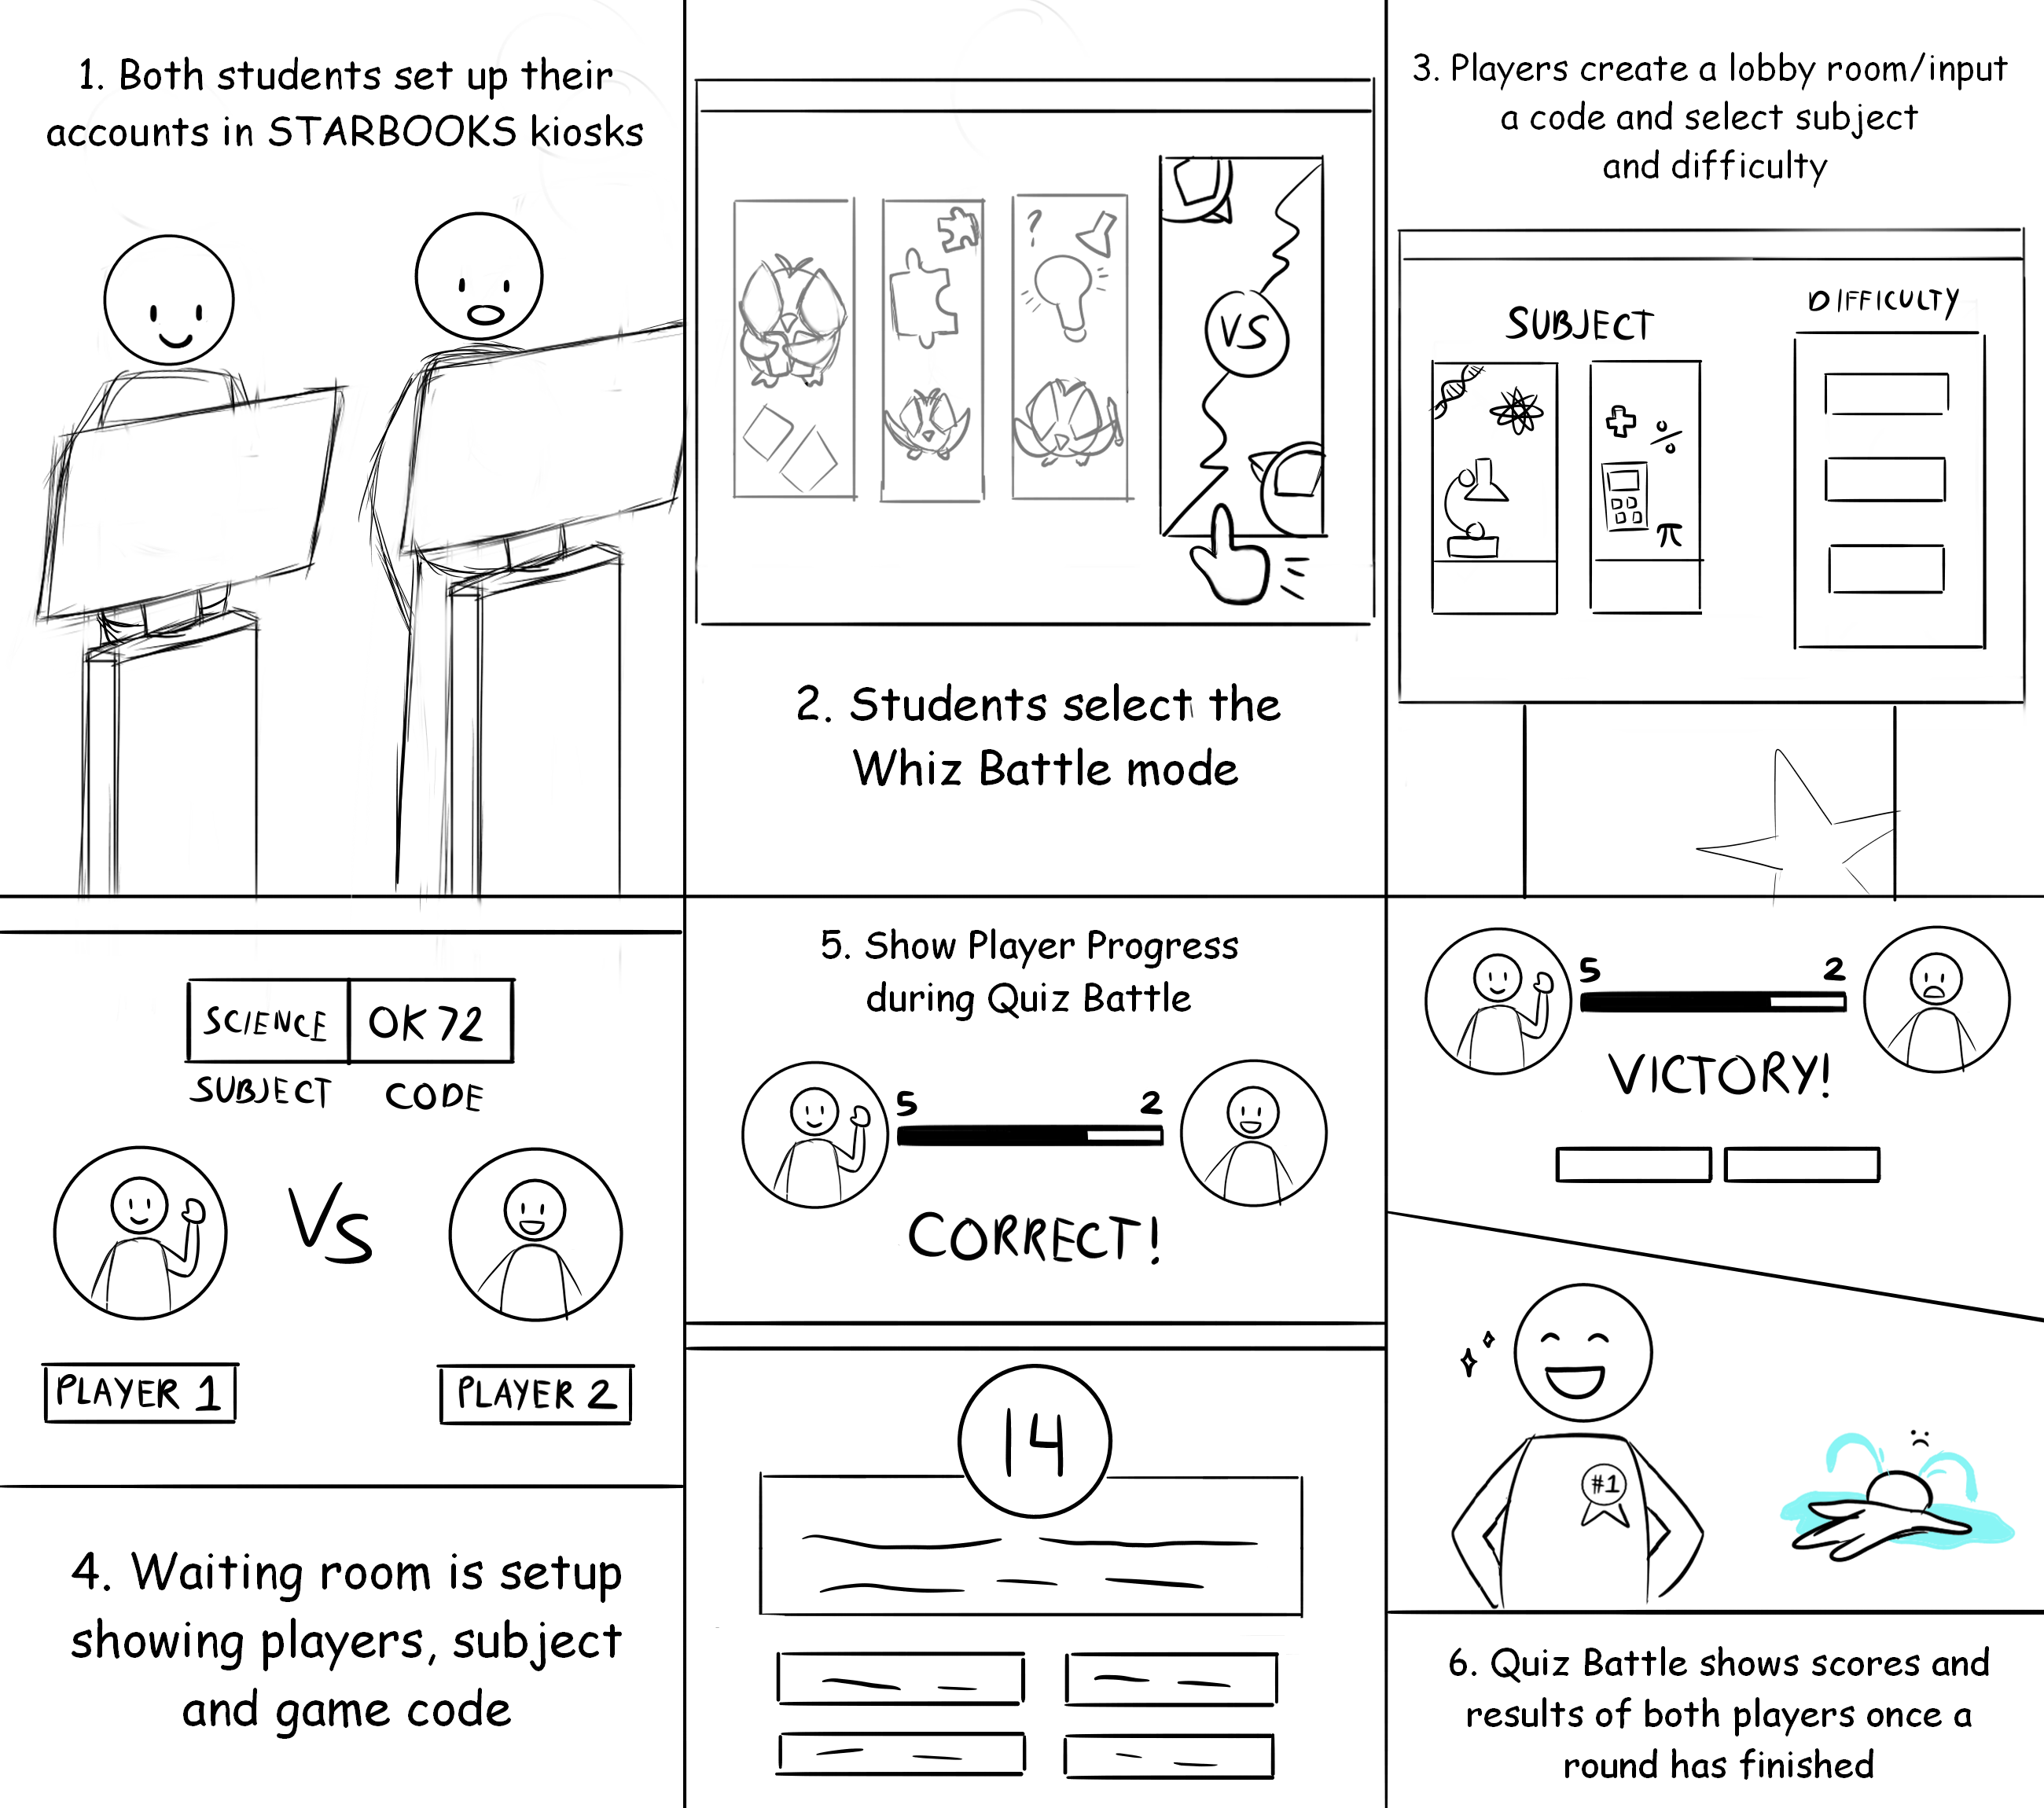 1. Both students set up their
accounts in STARBOOKS kiosks
?
VS
2. Students select the
Whiz Battle mode
3. Players create a lobby room/input
a code and select subject
and difficulty
SUBJECT
DIFFICULTY
+
%
π
SCIENCE
OK72
SUBJECT
CODE
VS
PLAYER 1
PLAYER 2
4. Waiting room is setup
showing players, subject
and game code
5. Show Player Progress
during Quiz Battle
5
2
CORRECT!
14
5
2
VICTORY!
#1
6. Quiz Battle shows scores and
results of both players once a
round has finished